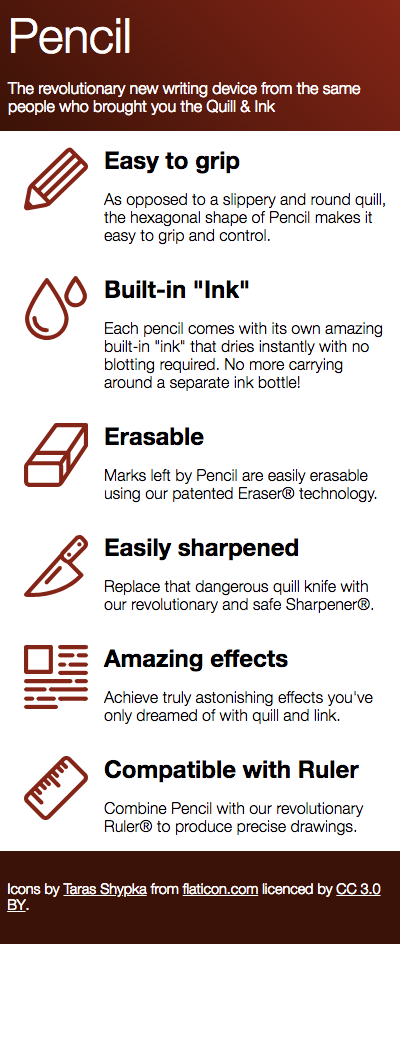 Pencil
The revolutionary new writing device from the same
people who brought you the Quill & Ink
Easy to grip
As opposed to a slippery and round quill,
the hexagonal shape of Pencil makes it
easy to grip and control.
Built-in "Ink"
Each pencil comes with its own amazing
built-in "ink" that dries instantly with no
blotting required. No more carrying
around a separate ink bottle!
Erasable
Marks left by Pencil are easily erasable
using our patented Eraser® technology.
Easily sharpened
Replace that dangerous quill knife with
our revolutionary and safe Sharpener®.
Amazing effects
Achieve truly astonishing effects you've
only dreamed of with quill and link.
Compatible with Ruler
Combine Pencil with our revolutionary
Ruler® to produce precise drawings.
Icons by Taras Shypka from flaticon.com licenced by CC 3.0
BY.